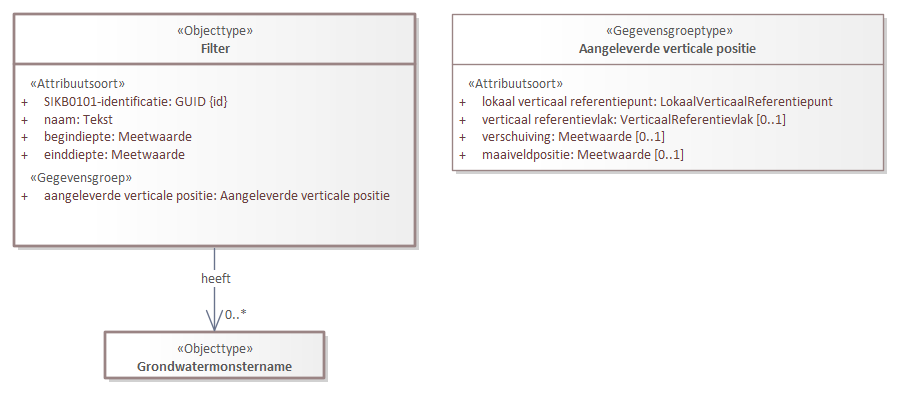 «Objecttype»
Filter
«Attribuutsoort»
+ SIKB0101-identificatie: GUID {id}
+ naam: Tekst
+ begindiepte: Meetwaarde
+ einddiepte: Meetwaarde
«Gegevensgroep»
+ aangeleverde verticale positie: Aangeleverde verticale positie
heeft
0..*
«Objecttype»
Grondwatermonstername
«Gegevensgroeptype»
Aangeleverde verticale positie
«Attribuutsoort»
+ lokaal verticaal referentiepunt: LokaalVerticaalReferentiepunt
+ verticaal referentievlak: VerticaalReferentievlak [0..1]
+ verschuiving: Meetwaarde [0..1]
+ maaiveldpositie: Meetwaarde [0..1]